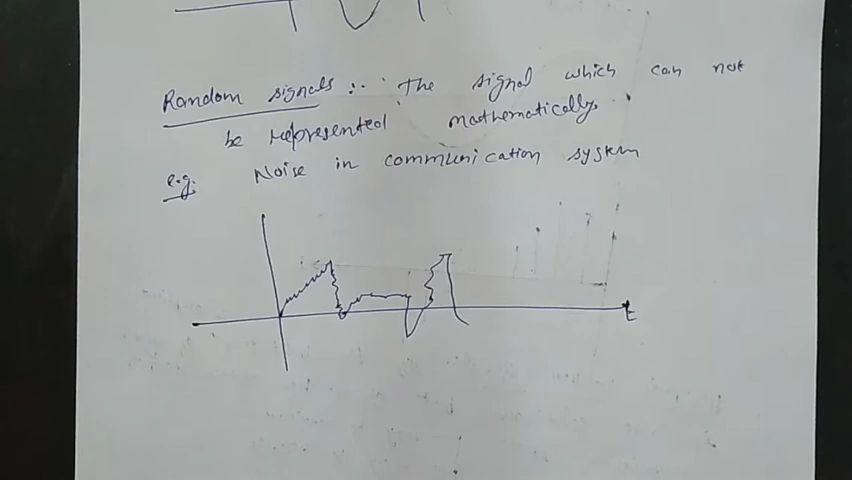 Random signals :- The signal which can not
be represented mathematically.
e.g. Noise in communication system
t